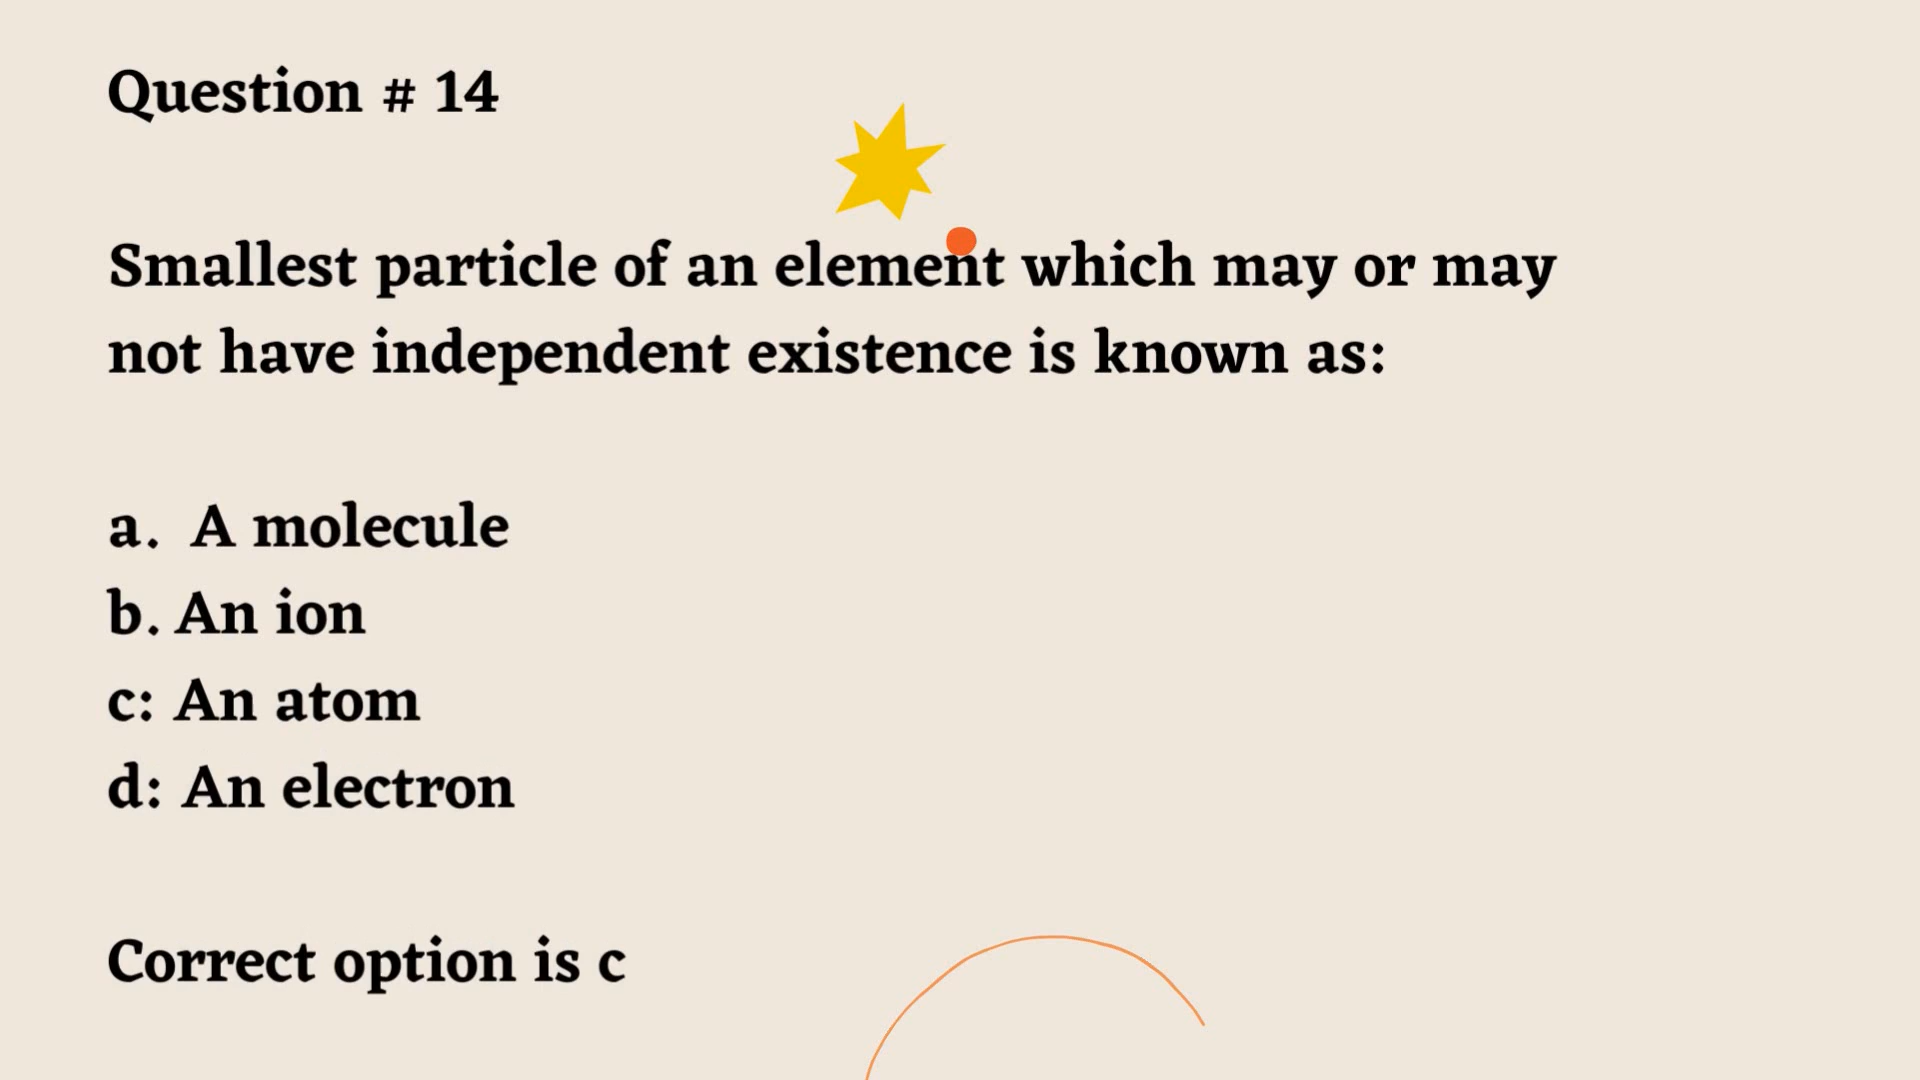 Question # 14
Smallest particle of an element which may or may
not have independent existence is known as:
a. A molecule
b. An ion
c: An atom
d: An electron
Correct option is c